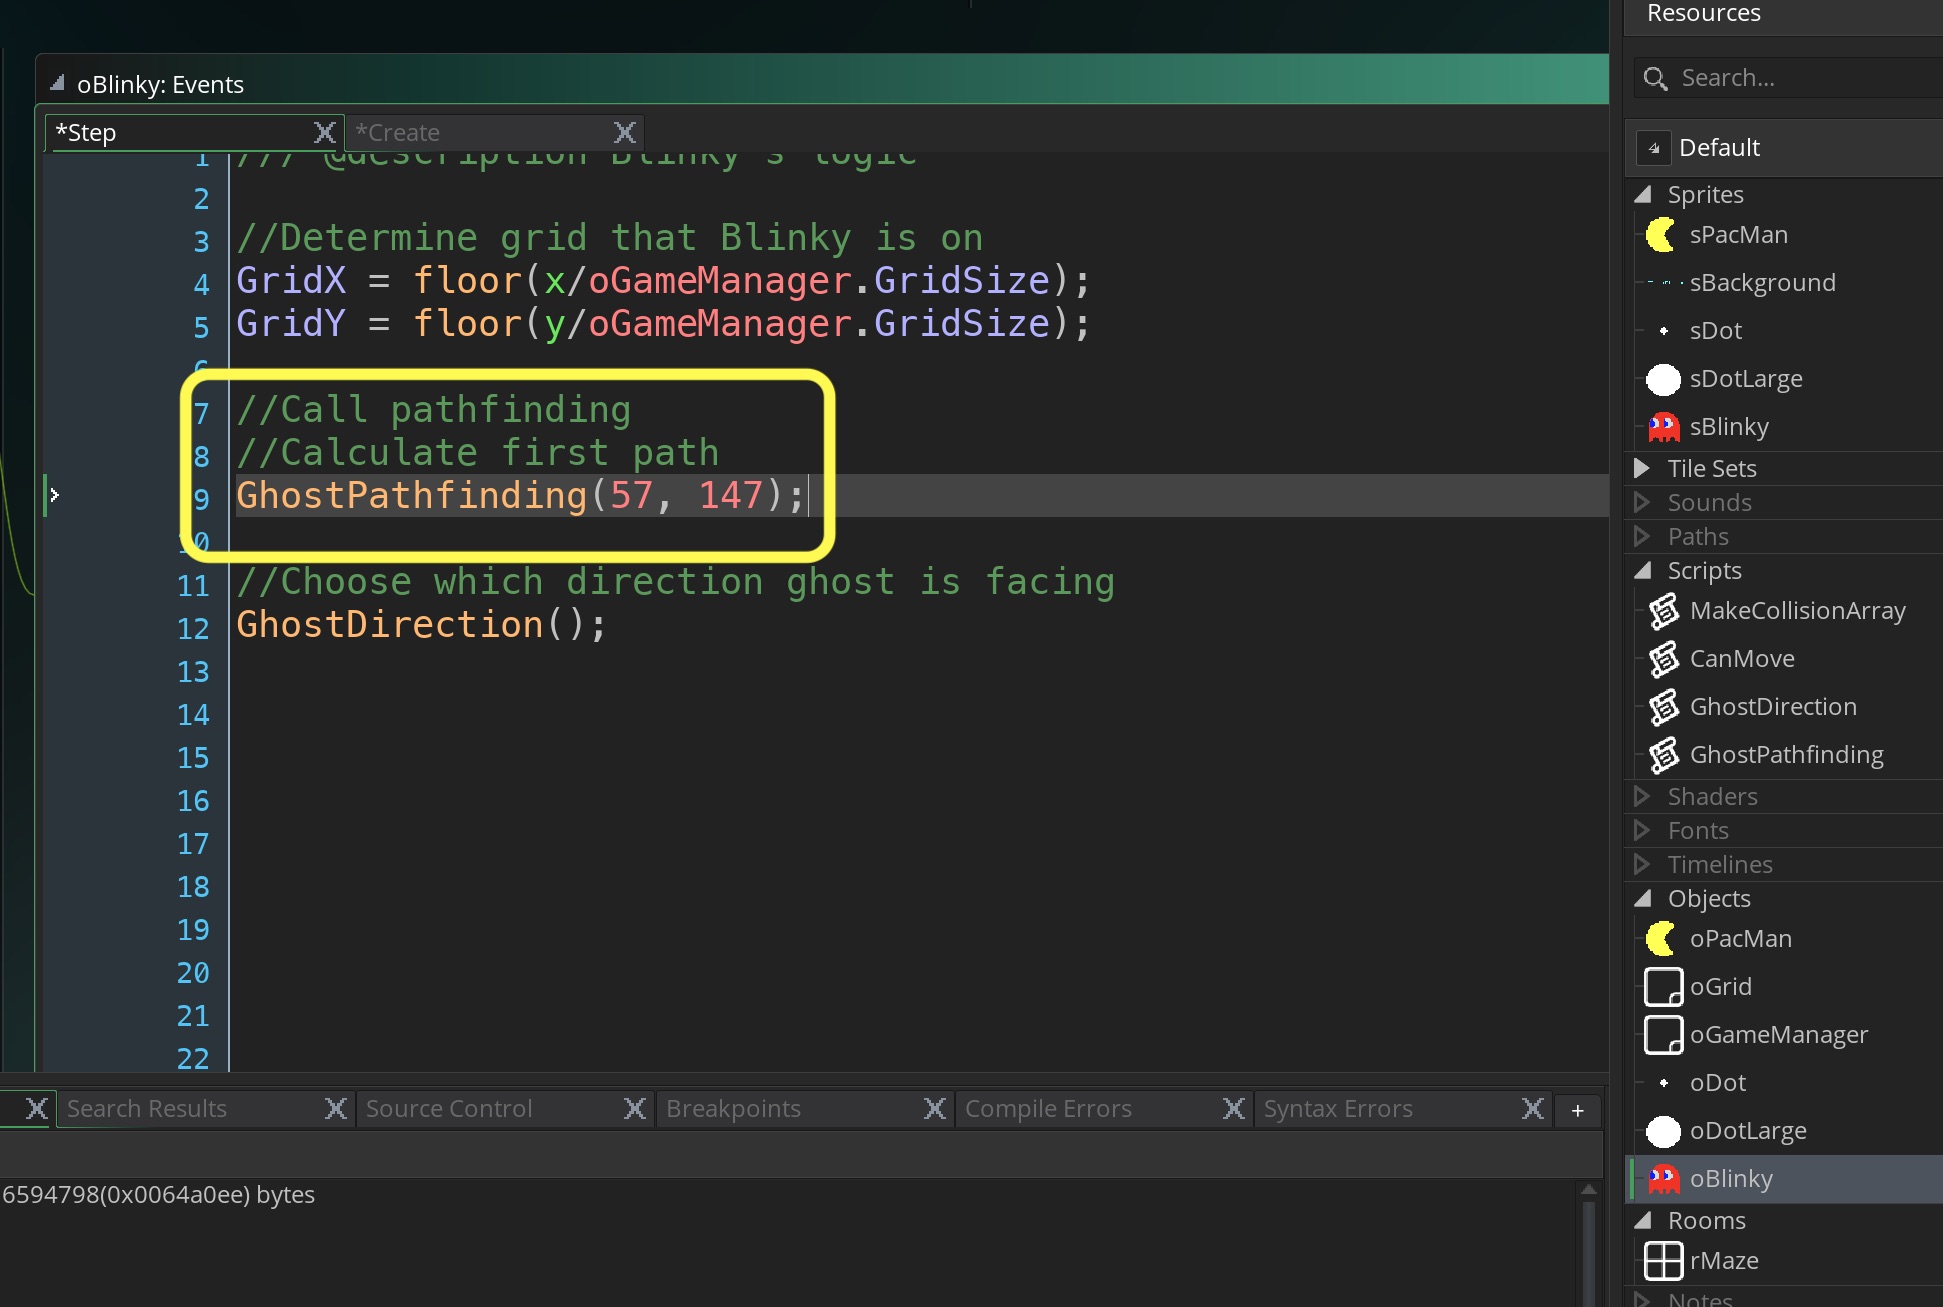 Resources
oBlinky: Events
Search...
*Step
*Create
Default
1 /// @description Blinky's logic
2
3 //Determine grid that Blinky is on
4 GridX = floor(x/oGameManager.GridSize);
5 GridY = floor(y/oGameManager.GridSize);
6
7 //Call pathfinding
8 //Calculate first path
9 GhostPathfinding(57, 147);
10
11 //Choose which direction ghost is facing
12 GhostDirection();
13
14
15
16
17
18
19
20
21
22
Sprites
sPacMan
sBackground
sDot
sDotLarge
sBlinky
Tile Sets
Sounds
Paths
Scripts
MakeCollisionArray
CanMove
GhostDirection
GhostPathfinding
Shaders
Fonts
Timelines
Objects
oPacMan
oGrid
oGameManager
oDot
oDotLarge
oBlinky
Rooms
rMaze
Notes
Search Results
Source Control
Breakpoints
Compile Errors
Syntax Errors
+
6594798(0x0064a0ee) bytes